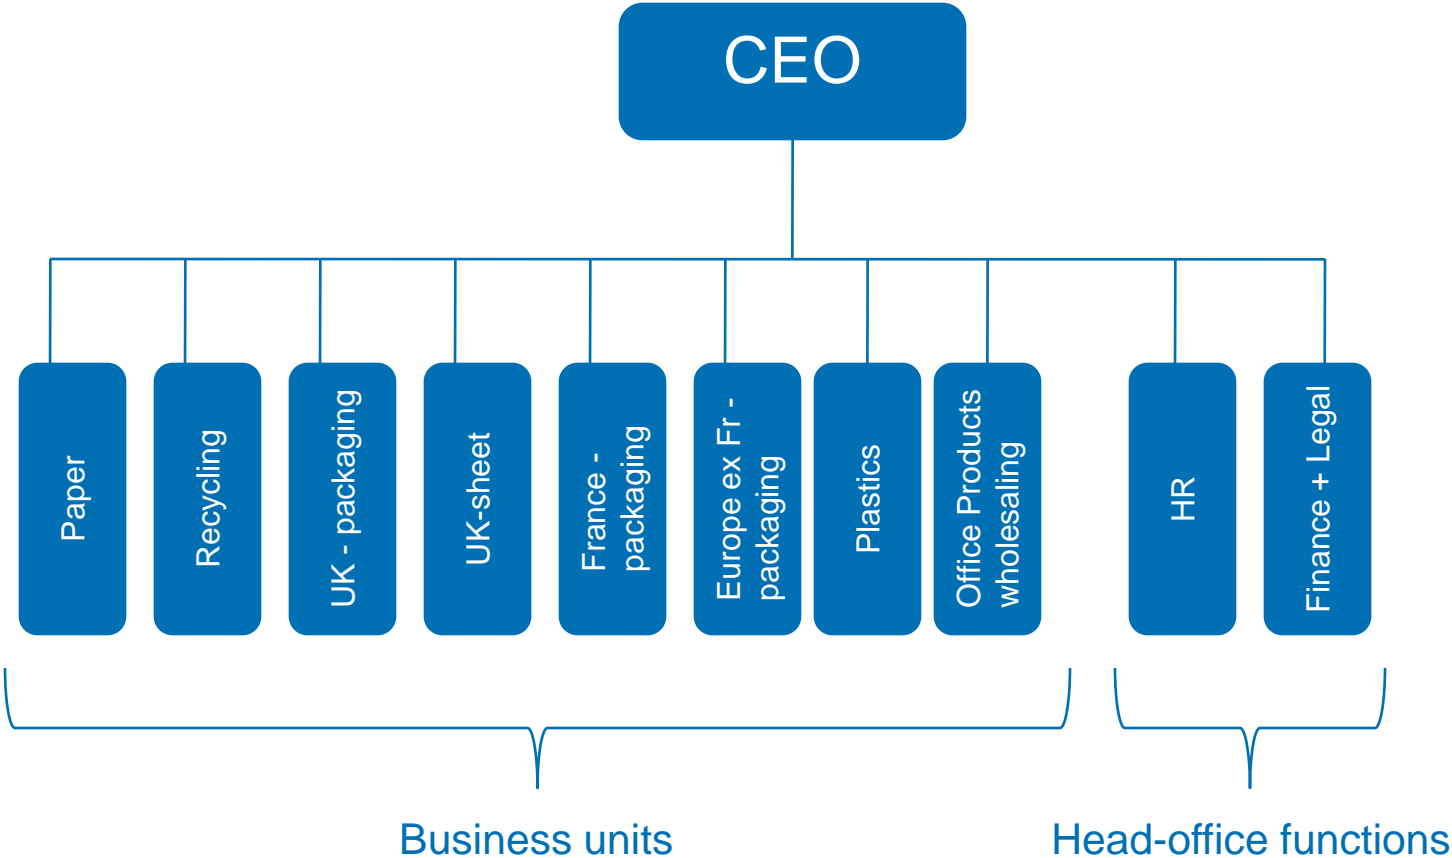 CEO
Paper
Recycling
UK - packaging
UK-sheet
France -
packaging
Europe ex Fr -
packaging
Plastics
Office Products
wholesaling
HR
Finance + Legal
Business units
Head-office functions